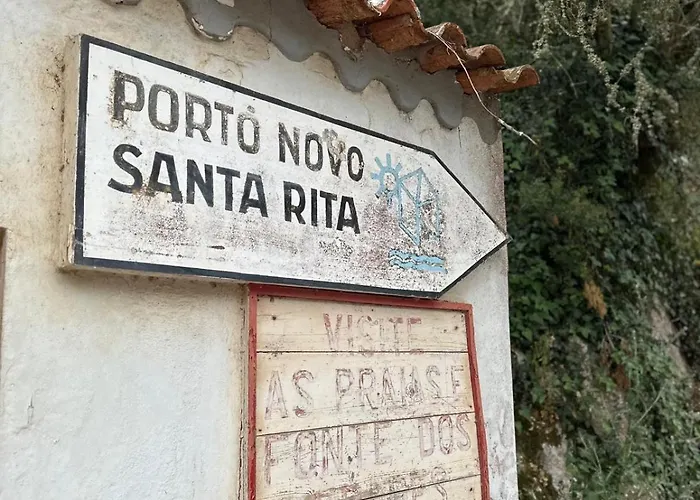 PORTO NOVO
SANTA RITA
VISITE
AS PRAIAS E
FONTE DOS